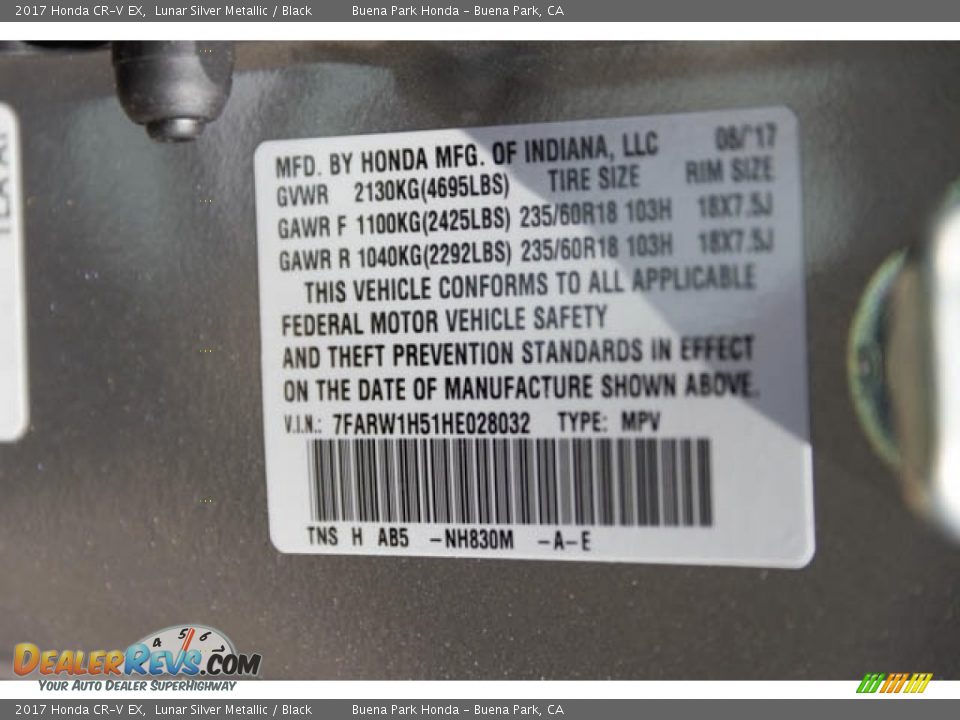 2017 Honda CR-V EX,  Lunar Silver Metallic / Black        Buena Park Honda - Buena Park, CA
MFD. BY HONDA MFG. OF INDIANA, LLC 08/'17
GVWR 2130KG(4695LBS) TIRE SIZE RIM SIZE
GAWR F 1100KG(2425LBS) 235/60R18 103H 18X7.5J
GAWR R 1040KG(2292LBS) 235/60R18 103H 18X7.5J
THIS VEHICLE CONFORMS TO ALL APPLICABLE
FEDERAL MOTOR VEHICLE SAFETY
AND THEFT PREVENTION STANDARDS IN EFFECT
ON THE DATE OF MANUFACTURE SHOWN ABOVE.
V.I.N.: 7FARW1H51HE028032 TYPE: MPV
TNS H AB5 -NH830M -A-E
4 5 6
DEALERREVS.COM
YOUR AUTO DEALER SUPERHIGHWAY
2017 Honda CR-V EX,  Lunar Silver Metallic / Black        Buena Park Honda - Buena Park, CA